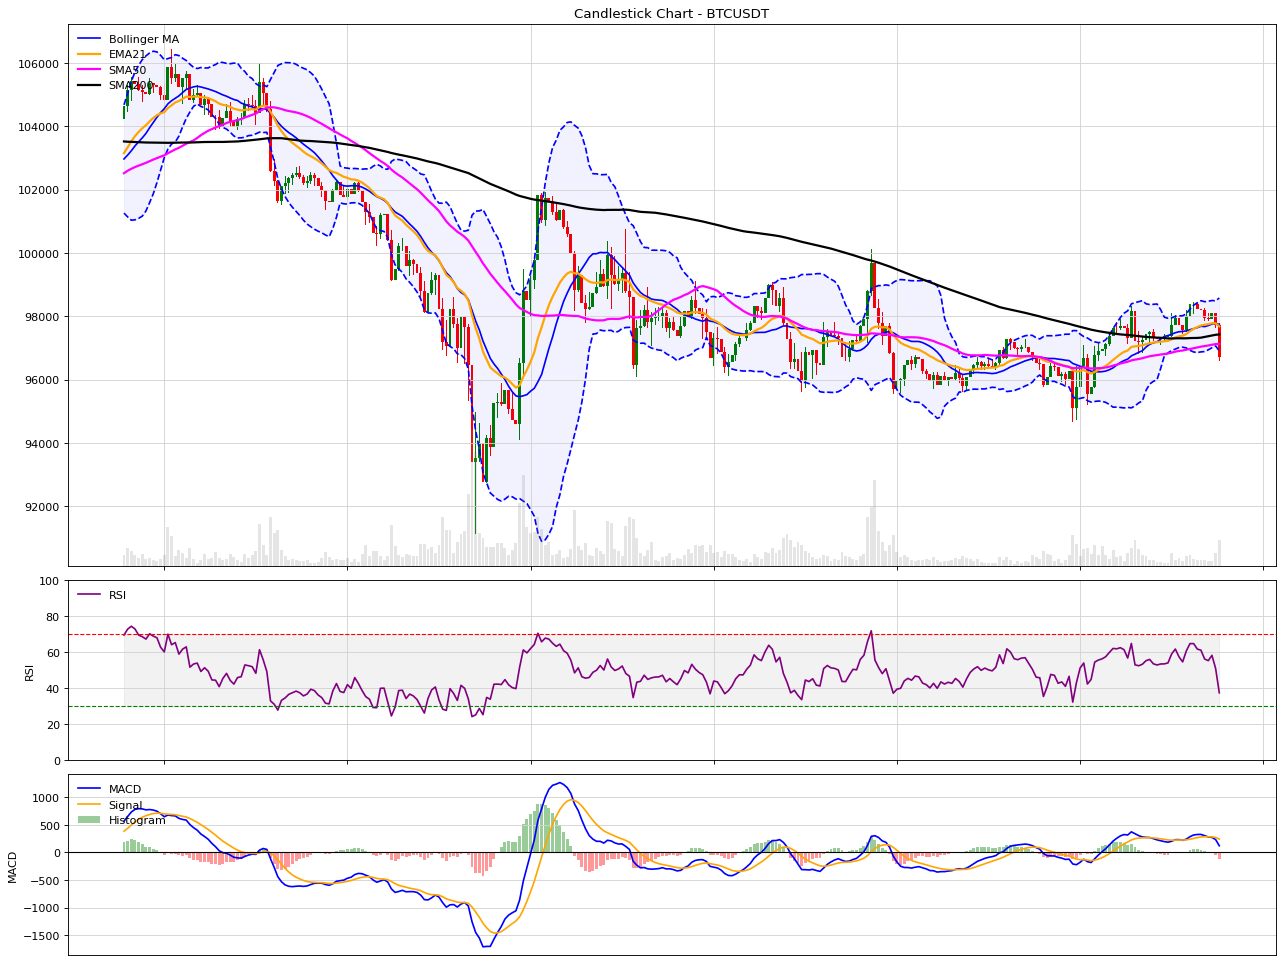 Candlestick Chart - BTCUSDT
Bollinger MA
EMA21
SMA50
SMA200
106000
104000
102000
100000
98000
96000
94000
92000
RSI
RSI
100
80
60
40
20
0
MACD
Signal
Histogram
MACD
1000
500
0
−500
−1000
−1500